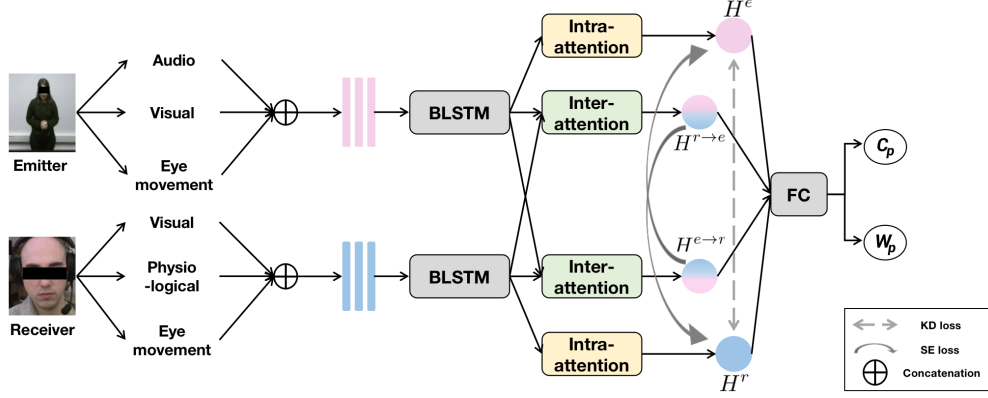 Emitter
Audio
Visual
Eye
movement
BLSTM
Intra-
attention
Inter-
attention
H^e
H^{r→e}
Receiver
Visual
Physio
-logical
Eye
movement
BLSTM
Inter-
attention
Intra-
attention
H^{e→r}
H^r
FC
C_p
W_p
KD loss
SE loss
Concatenation